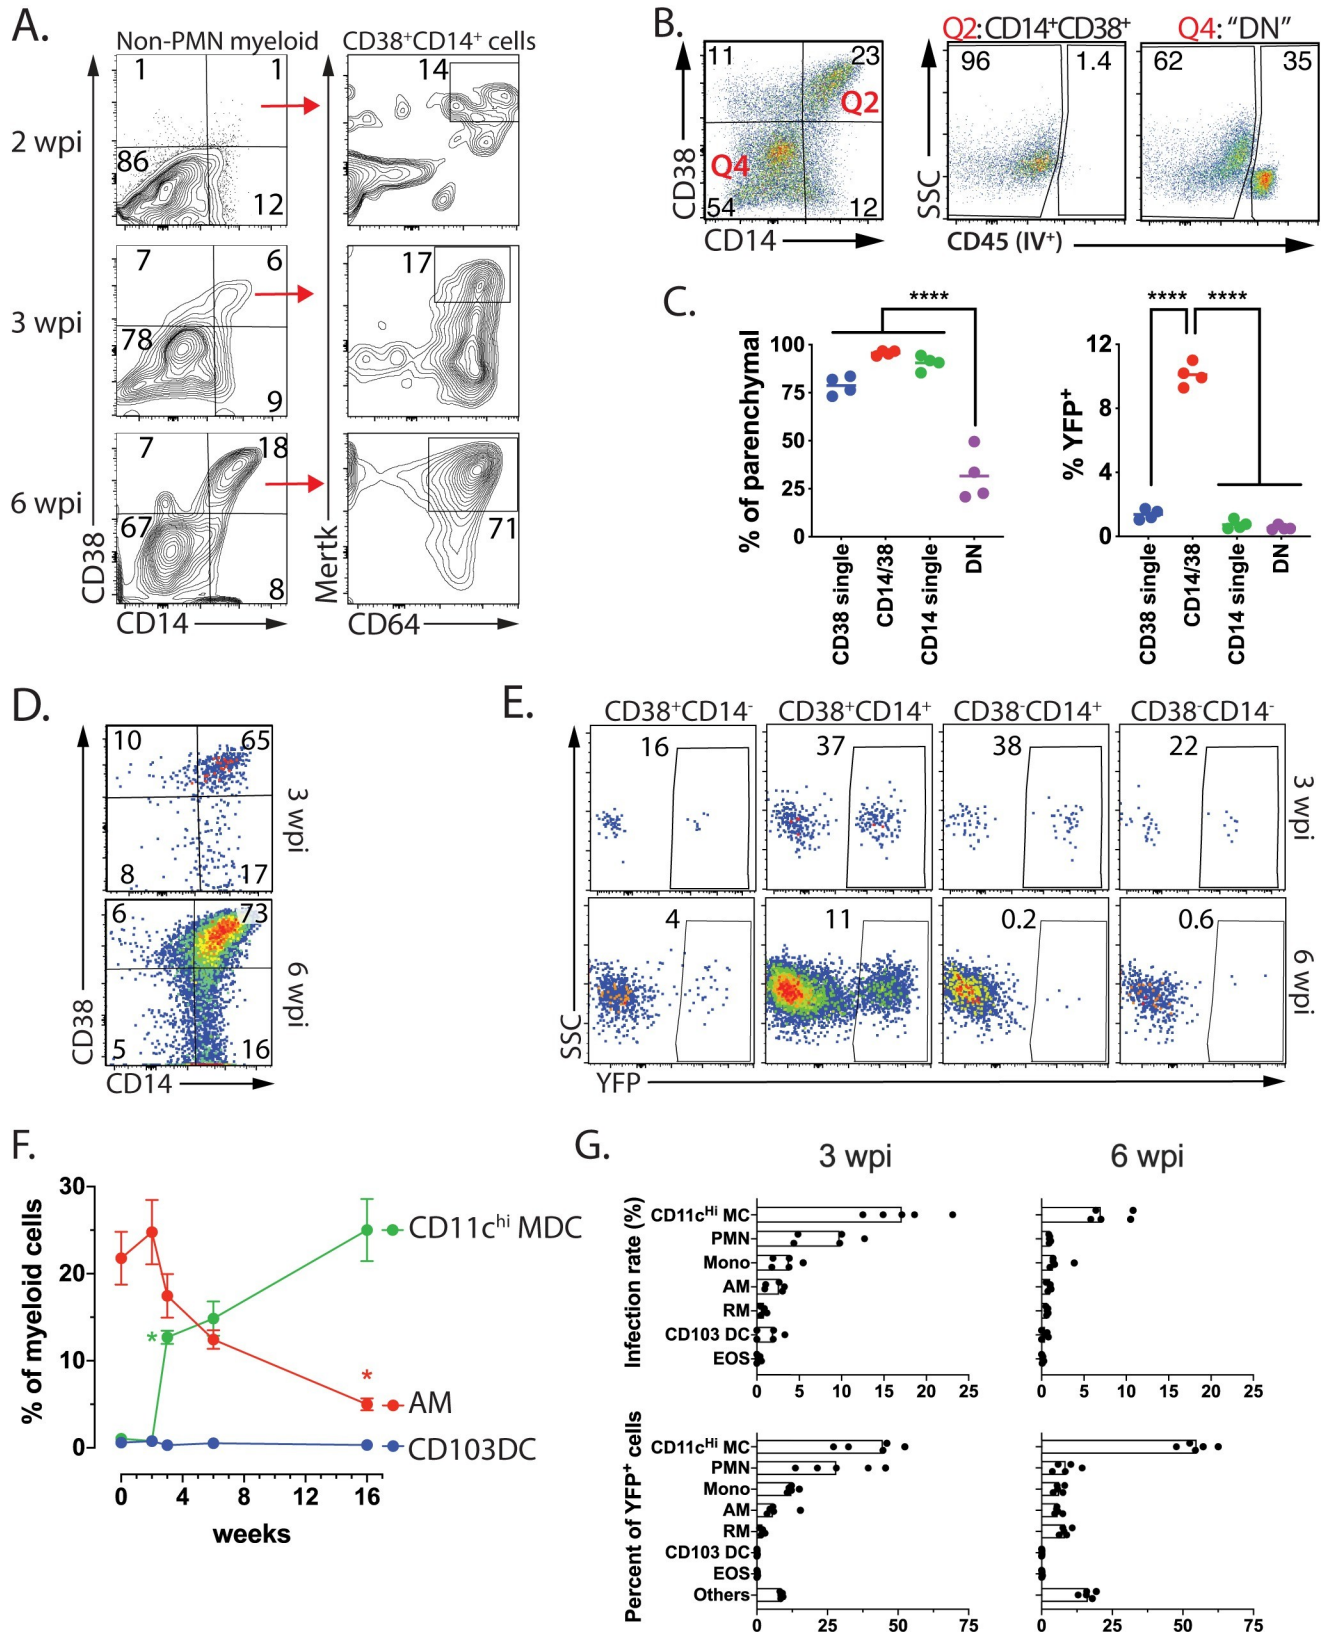 A.
Non-PMN myeloid
CD38⁺CD14⁺ cells
2 wpi
1
1
86
12
14
3 wpi
7
6
78
9
17
6 wpi
7
18
67
8
71
CD38
CD14
Mertk
CD64
B.
Q2:CD14⁺CD38⁺
Q4: “DN”
11
23
Q2
Q4
54
12
CD38
CD14
96
1.4
62
35
SSC
CD45 (IV⁺)
C.
****
% of parenchymal
100
75
50
25
0
CD38 single
CD14/38
CD14 single
DN
****
****
% YFP⁺
12
8
4
0
CD38 single
CD14/38
CD14 single
DN
D.
10
65
8
17
3 wpi
6
73
5
16
6 wpi
CD38
CD14
E.
CD38⁺CD14⁻
CD38⁺CD14⁺
CD38⁻CD14⁺
CD38⁻CD14⁻
16
37
38
22
3 wpi
4
11
0.2
0.6
6 wpi
SSC
YFP
F.
% of myeloid cells
30
20
10
0
*
*
CD11cʰⁱ MDC
AM
CD103DC
0
4
8
12
16
weeks
G.
3 wpi
6 wpi
Infection rate (%)
CD11cᴴⁱ MC
PMN
Mono
AM
RM
CD103 DC
EOS
0
5
10
15
20
25
0
5
10
15
20
25
Percent of YFP⁺ cells
CD11cᴴⁱ MC
PMN
Mono
AM
RM
CD103 DC
EOS
Others
0
25
50
75
0
25
50
75